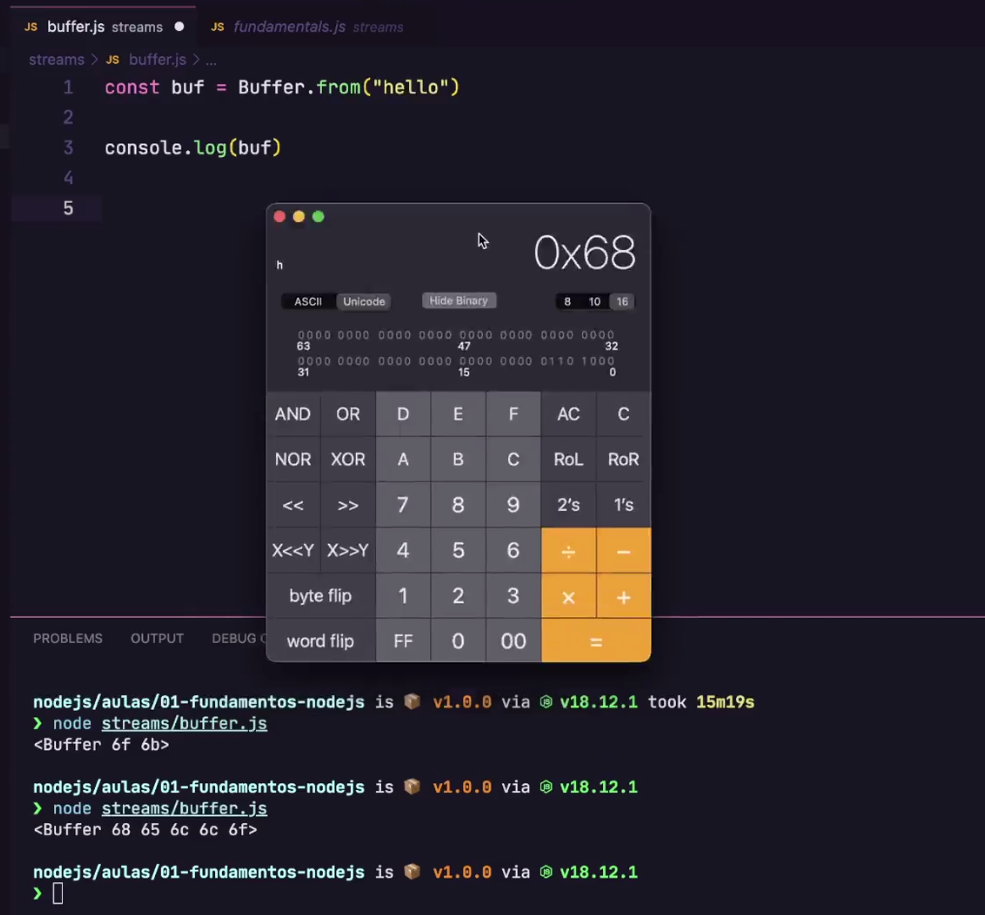 JS buffer.js streams ● JS fundamentals.js streams
streams > JS buffer.js > ...
1 const buf = Buffer.from("hello")
2
3 console.log(buf)
4
5
0x68
h
ASCII Unicode Hide Binary 8 10 16
0000 0000 0000 0000 0000 0000 0000 0000
63 47 32
0000 0000 0000 0000 0000 0000 0110 1000
31 15 0
AND OR D E F AC C
NOR XOR A B C RoL RoR
<< >> 7 8 9 2's 1's
X<<Y X>>Y 4 5 6 ÷ −
byte flip 1 2 3 × +
word flip FF 0 00 =
PROBLEMS OUTPUT DEBUG
nodejs/aulas/01-fundamentos-nodejs is 📦 v1.0.0 via v18.12.1 took 15m19s
❯ node streams/buffer.js
<Buffer 6f 6b>
nodejs/aulas/01-fundamentos-nodejs is 📦 v1.0.0 via v18.12.1
❯ node streams/buffer.js
<Buffer 68 65 6c 6c 6f>
nodejs/aulas/01-fundamentos-nodejs is 📦 v1.0.0 via v18.12.1
❯